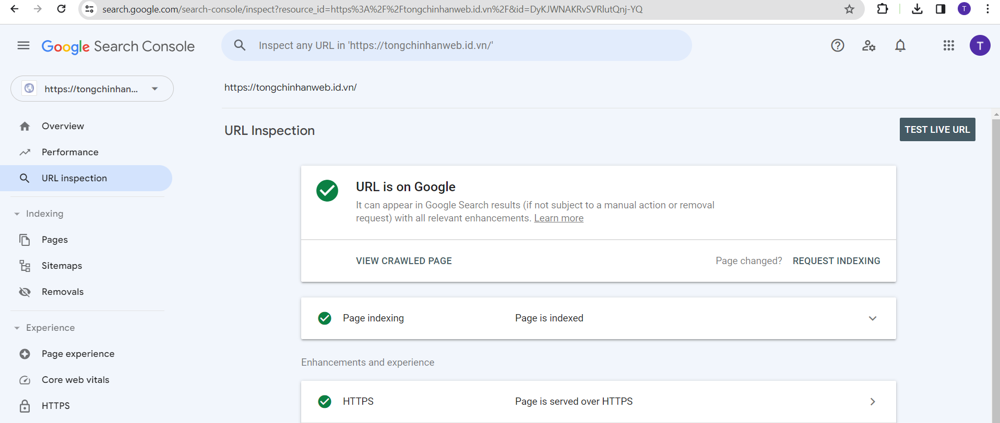 search.google.com/search-console/inspect?resource_id=https%3A%2F%2Ftongchinhanweb.id.vn%2F&id=DyKJWNAKRvSVRlutQnj-YQ
T
Google Search Console
Inspect any URL in 'https://tongchinhanweb.id.vn/'
T
https://tongchinhan...
https://tongchinhanweb.id.vn/
Overview
Performance
URL inspection
Indexing
Pages
Sitemaps
Removals
Experience
Page experience
Core web vitals
HTTPS
URL Inspection
TEST LIVE URL
URL is on Google
It can appear in Google Search results (if not subject to a manual action or removal
request) with all relevant enhancements. Learn more
VIEW CRAWLED PAGE
Page changed? REQUEST INDEXING
Page indexing
Page is indexed
Enhancements and experience
HTTPS
Page is served over HTTPS